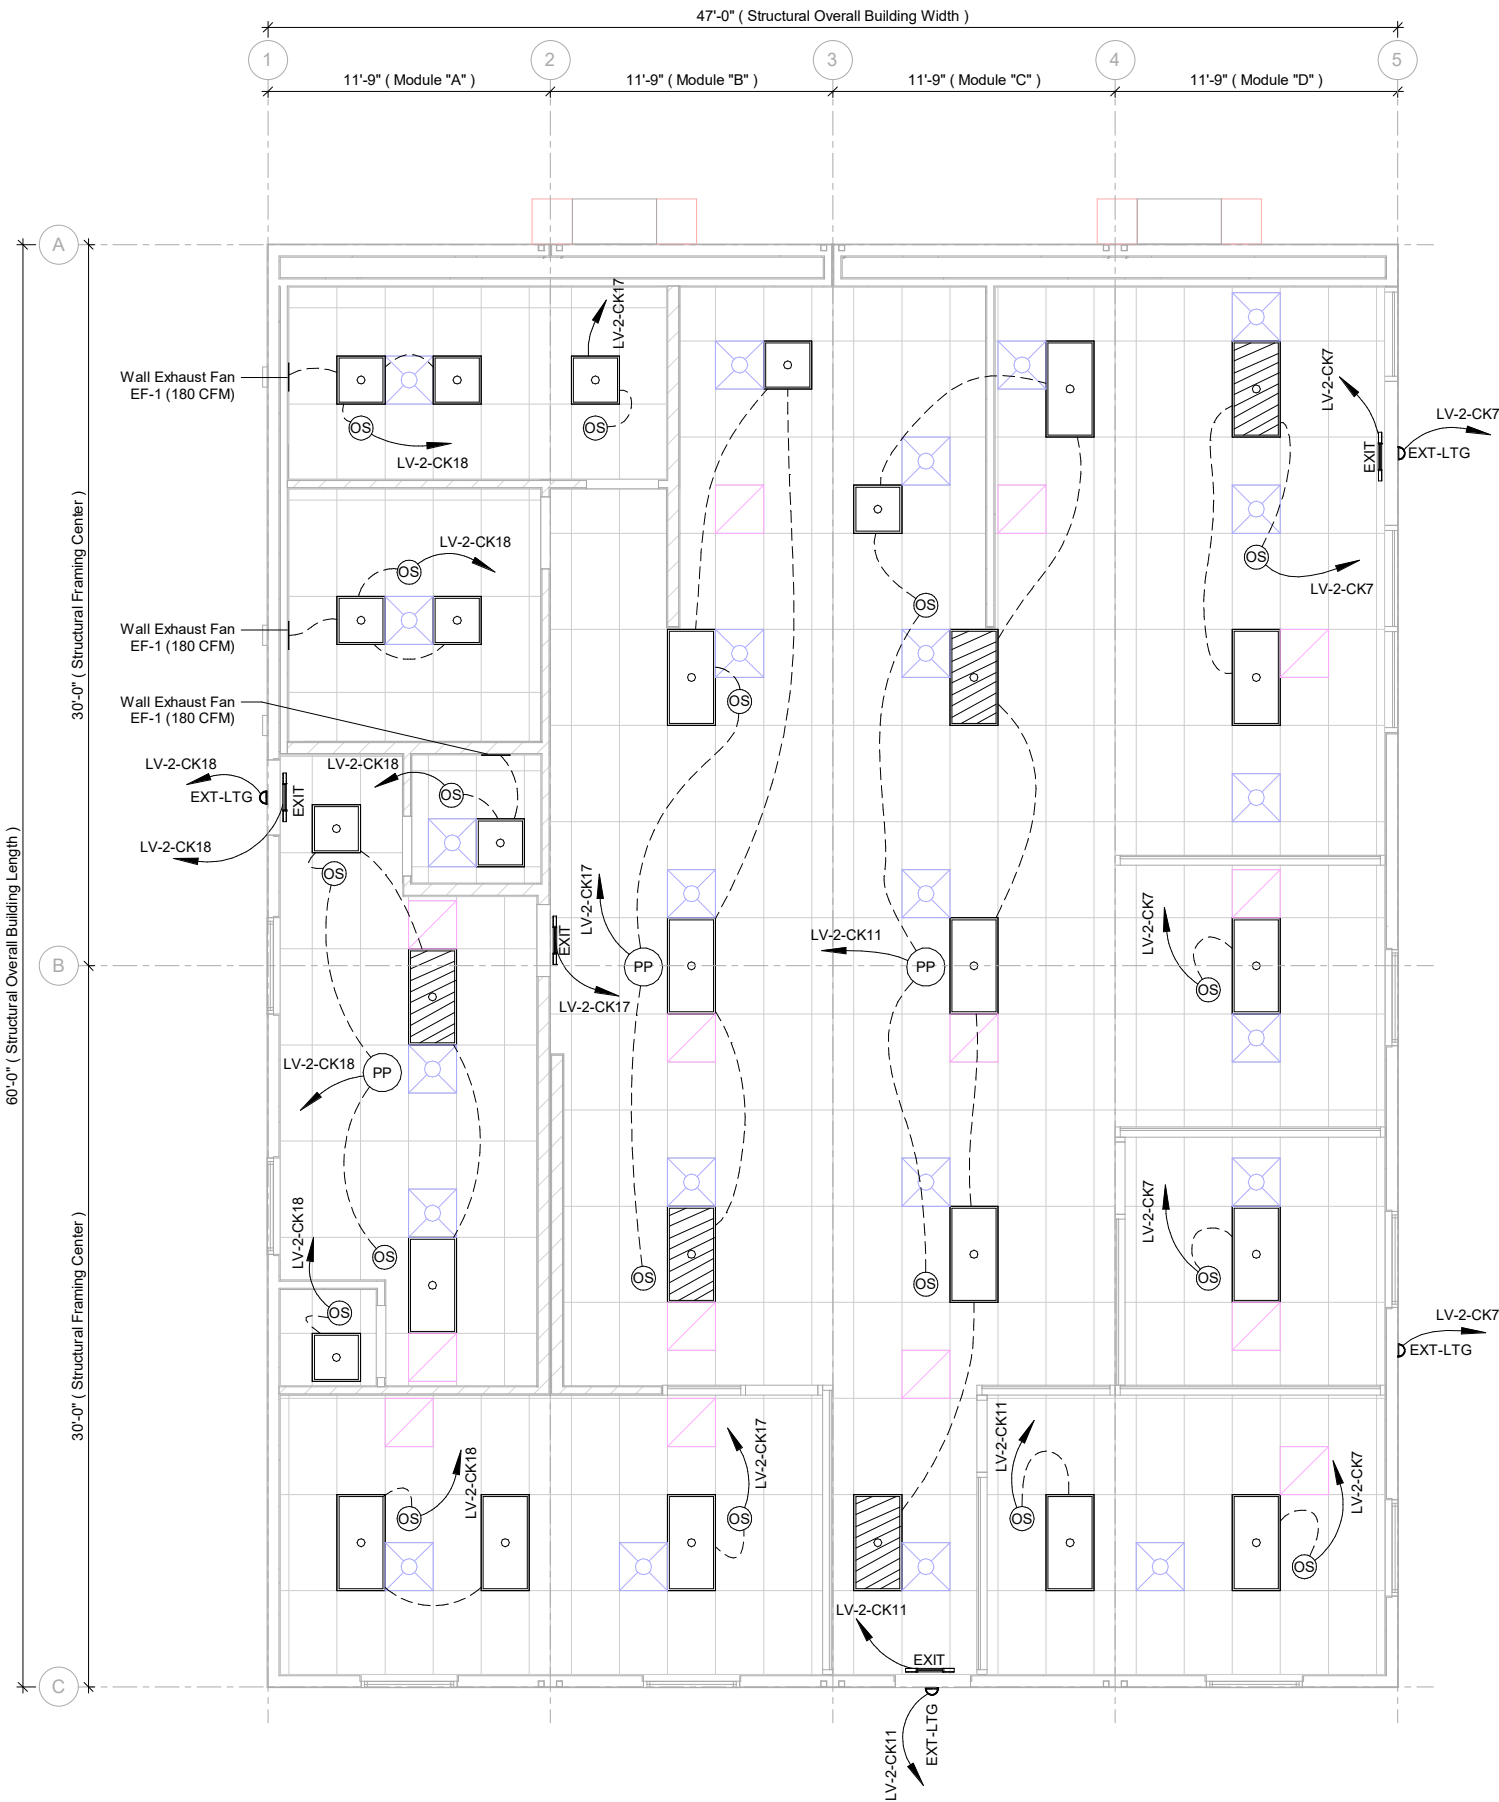 47'-0" ( Structural Overall Building Width )
1
2
3
4
5
11'-9" ( Module "A" )
11'-9" ( Module "B" )
11'-9" ( Module "C" )
11'-9" ( Module "D" )
A
LV-2-CK17
Wall Exhaust Fan
EF-1 (180 CFM)
OS
OS
LV-2-CK18
LV-2-CK7
LV-2-CK7
EXIT
EXT-LTG
30'-0" ( Structural Framing Center )
LV-2-CK18
OS
OS
LV-2-CK7
OS
Wall Exhaust Fan
EF-1 (180 CFM)
Wall Exhaust Fan
EF-1 (180 CFM)
OS
LV-2-CK18
LV-2-CK18
EXT-LTG
EXIT
OS
LV-2-CK18
OS
60'-0" ( Structural Overall Building Length )
LV-2-CK17
EXIT
LV-2-CK17
PP
LV-2-CK11
PP
LV-2-CK7
OS
B
LV-2-CK18
PP
LV-2-CK18
OS
OS
OS
OS
LV-2-CK7
OS
30'-0" ( Structural Framing Center )
LV-2-CK7
EXT-LTG
LV-2-CK18
OS
LV-2-CK17
OS
LV-2-CK11
OS
LV-2-CK7
OS
LV-2-CK11
EXIT
C
LV-2-CK11
EXT-LTG